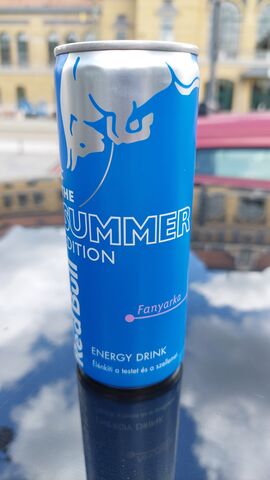 THE
SUMMER
EDITION
Red Bull
Fanyarka
ENERGY DRINK
Élénkíti a testet és a szellemet.